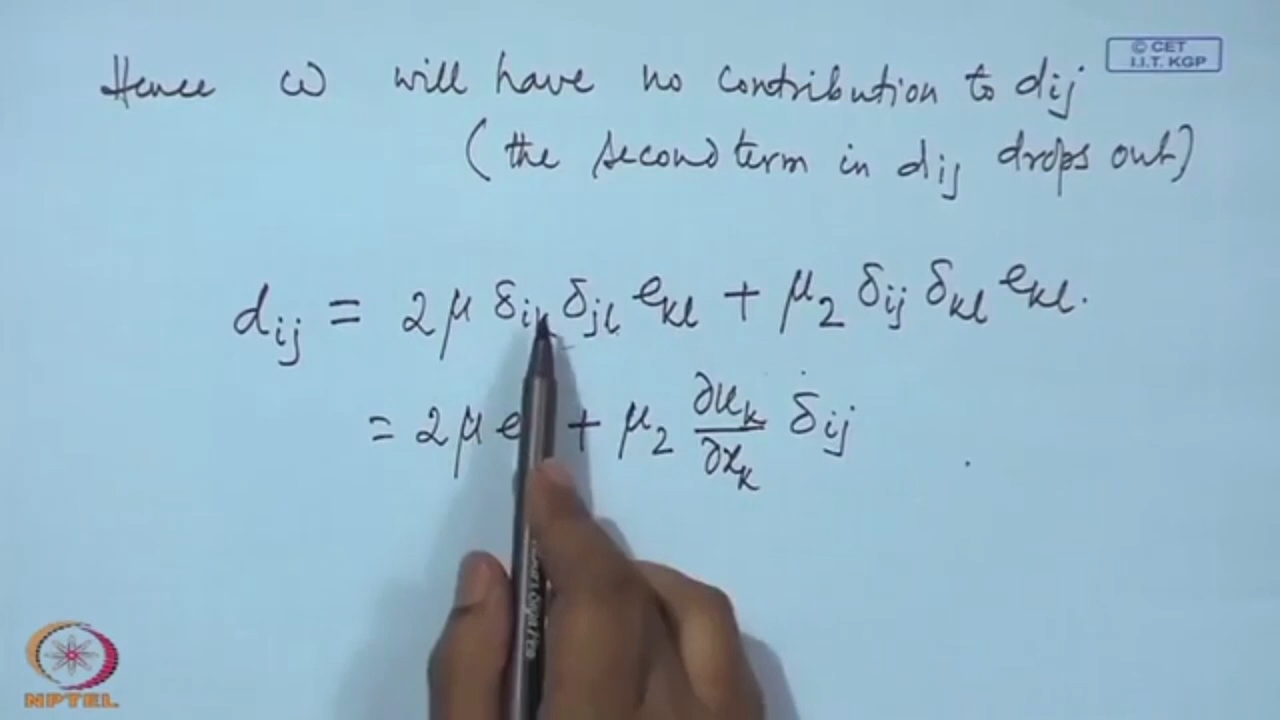 © CET
I.I.T. KGP
Hence ω will have no contribution to dij
(the second term in dij drops out)
dij = 2μ δi δjl ekl + μ2 δij δkl ekl.
= 2μ e + μ2 ∂uk/∂xk δij
NPTEL